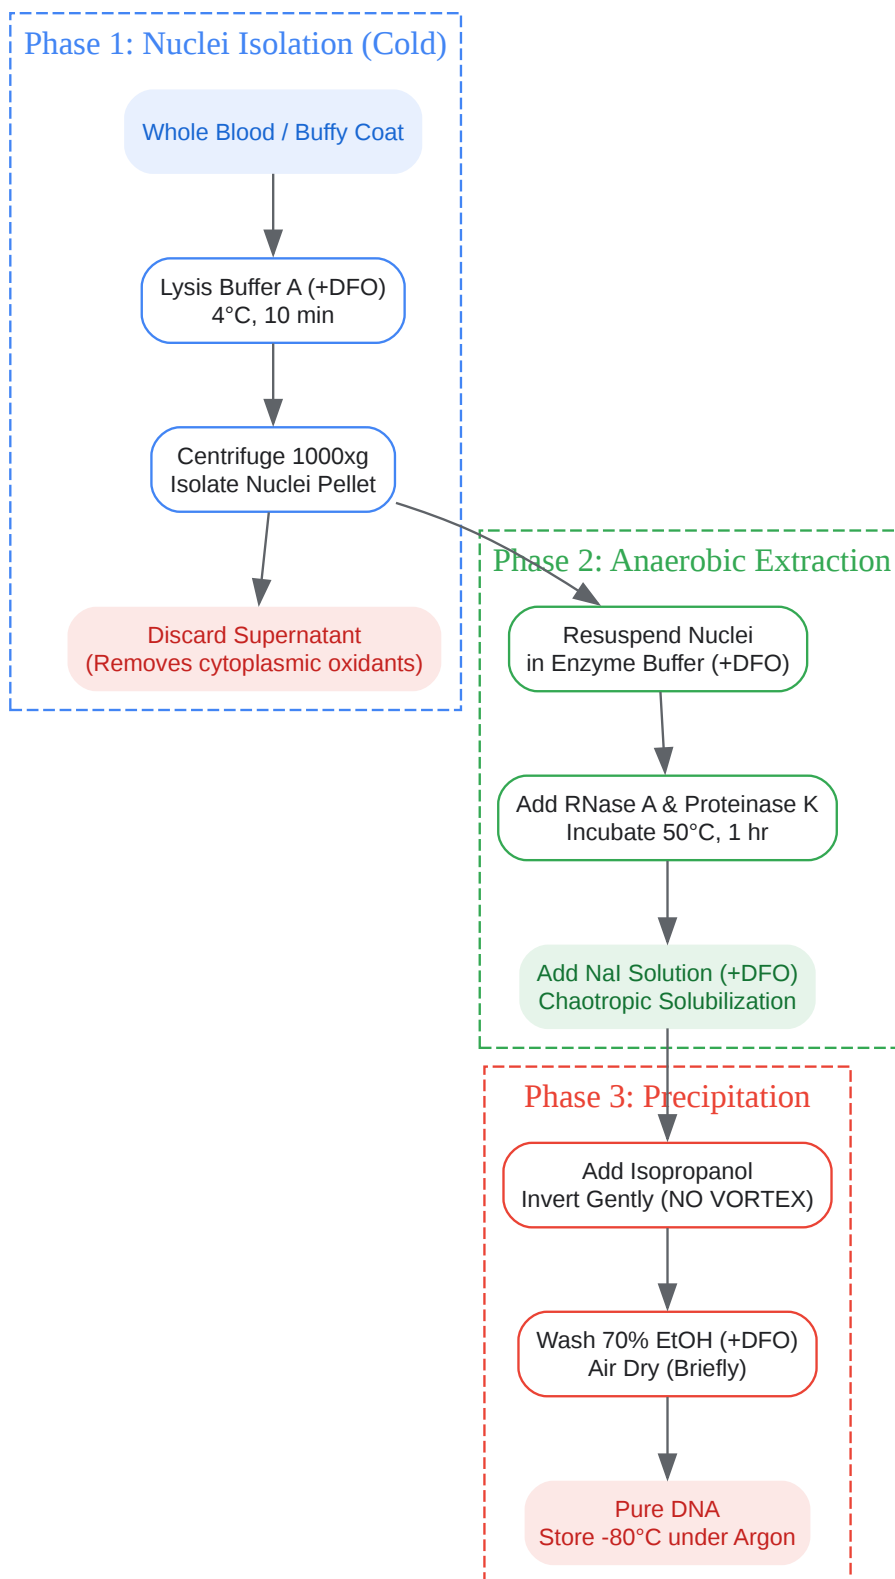 Phase 1: Nuclei Isolation (Cold)
Whole Blood / Buffy Coat
Lysis Buffer A (+DFO)
4°C, 10 min
Centrifuge 1000xg
Isolate Nuclei Pellet
Discard Supernatant
(Removes cytoplasmic oxidants)
Phase 2: Anaerobic Extraction
Resuspend Nuclei
in Enzyme Buffer (+DFO)
Add RNase A & Proteinase K
Incubate 50°C, 1 hr
Add NaI Solution (+DFO)
Chaotropic Solubilization
Phase 3: Precipitation
Add Isopropanol
Invert Gently (NO VORTEX)
Wash 70% EtOH (+DFO)
Air Dry (Briefly)
Pure DNA
Store -80°C under Argon